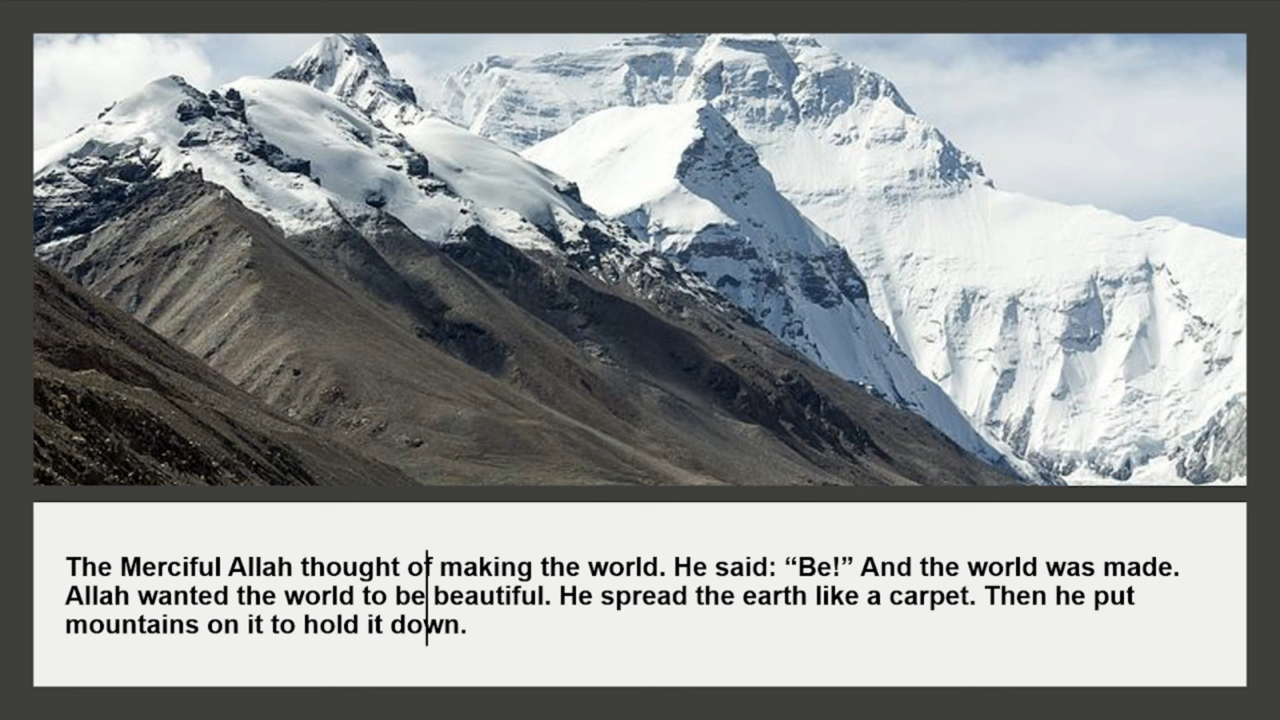 The Merciful Allah thought of making the world. He said: “Be!” And the world was made.
Allah wanted the world to be beautiful. He spread the earth like a carpet. Then he put
mountains on it to hold it down.